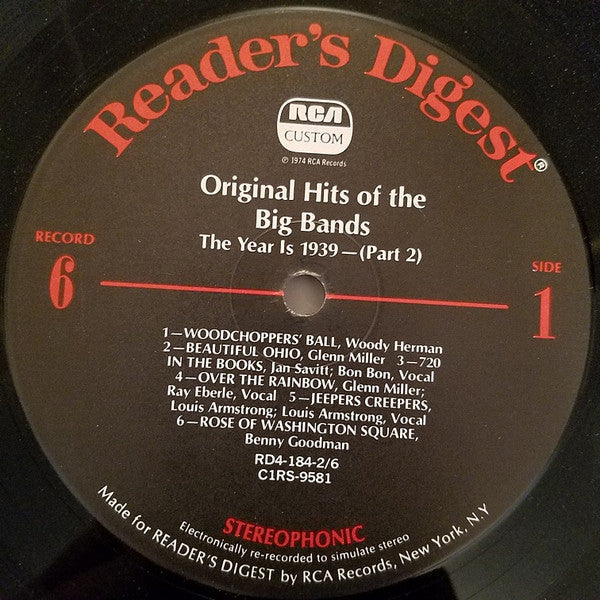 Reader's Digest®
RCA
CUSTOM
℗ 1974 RCA Records
Original Hits of the
Big Bands
The Year Is 1939—(Part 2)
RECORD
6
SIDE
1
1—WOODCHOPPERS' BALL, Woody Herman
2—BEAUTIFUL OHIO, Glenn Miller 3—720
IN THE BOOKS, Jan Savitt; Bon Bon, Vocal
4—OVER THE RAINBOW, Glenn Miller;
Ray Eberle, Vocal 5—JEEPERS CREEPERS,
Louis Armstrong; Louis Armstrong, Vocal
6—ROSE OF WASHINGTON SQUARE,
Benny Goodman
RD4-184-2/6
C1RS-9581
STEREOPHONIC
Electronically re-recorded to simulate stereo
Made for READER'S DIGEST by RCA Records, New York, N.Y